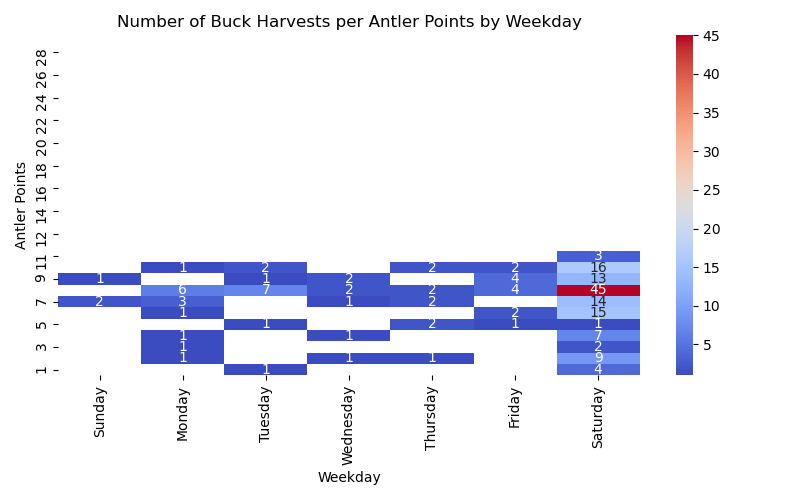 Number of Buck Harvests per Antler Points by Weekday
Antler Points
28
26
24
22
20
18
16
14
12
3
11 1 2 2 2 16
9 1 1 2 4 13
6 7 2 2 4 45
7 2 3 1 2 14
1 2 15
5 1 2 1 1
1 1 7
3 1 2
1 1 1 9
1 1 4
Sunday Monday Tuesday Wednesday Thursday Friday Saturday
Weekday
45
40
35
30
25
20
15
10
5